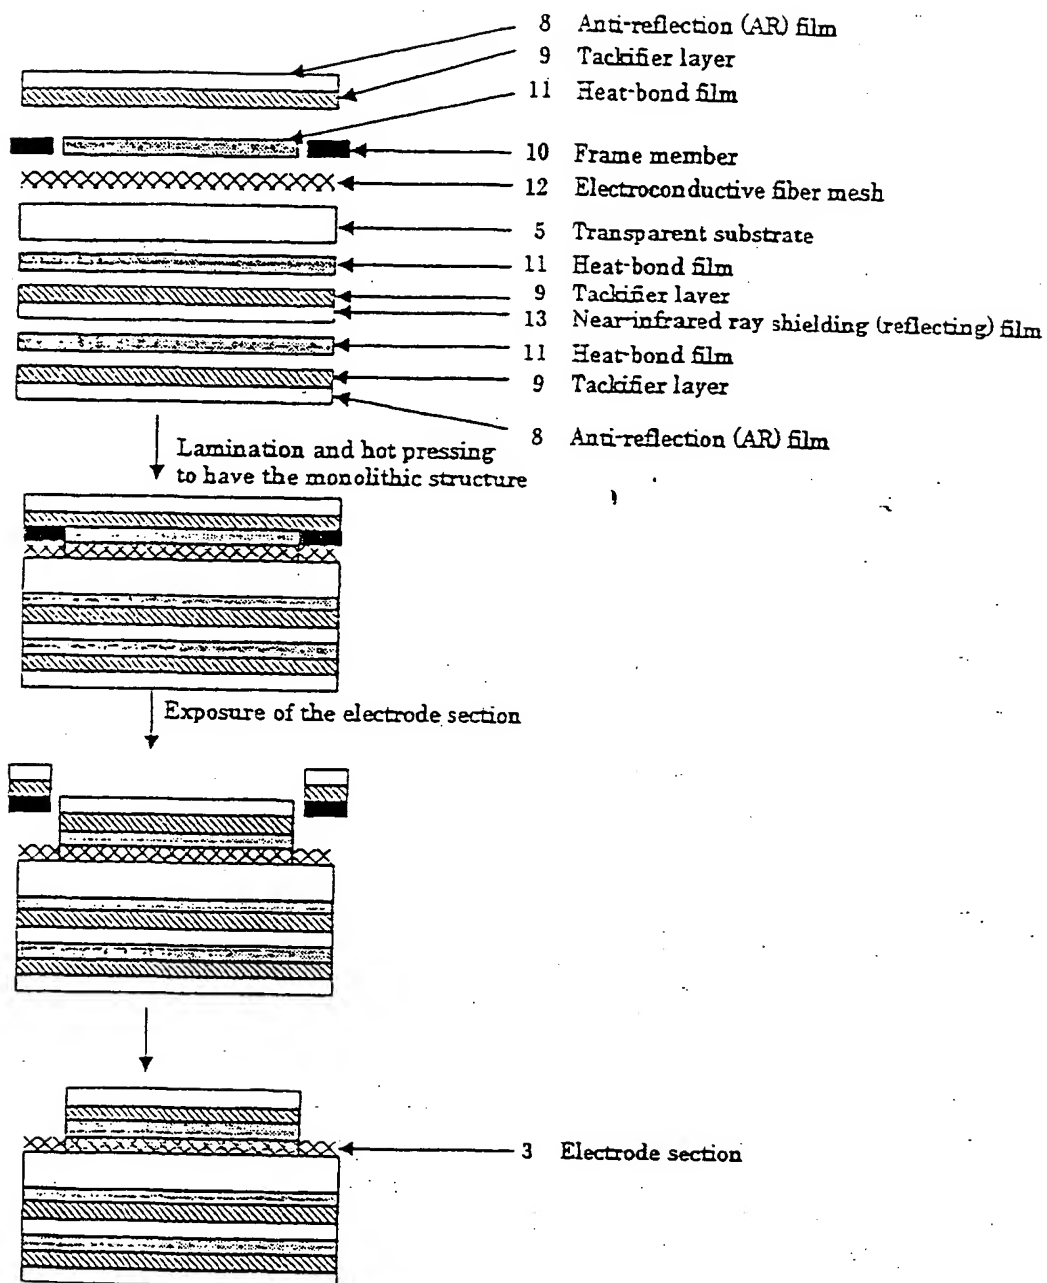 8 Anti-reflection (AR) film
9 Tackifier layer
11 Heat-bond film
10 Frame member
12 Electroconductive fiber mesh
5 Transparent substrate
11 Heat-bond film
9 Tackifier layer
13 Near-infrared ray shielding (reflecting) film
11 Heat-bond film
9 Tackifier layer
8 Anti-reflection (AR) film
Lamination and hot pressing
to have the monolithic structure
Exposure of the electrode section
3 Electrode section